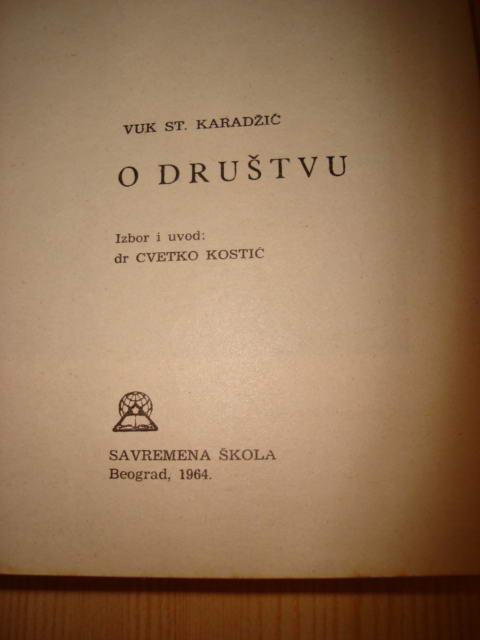 VUK ST. KARADŽIĆ
O DRUŠTVU
Izbor i uvod:
dr CVETKO KOSTIĆ
SAVREMENA ŠKOLA
Beograd, 1964.